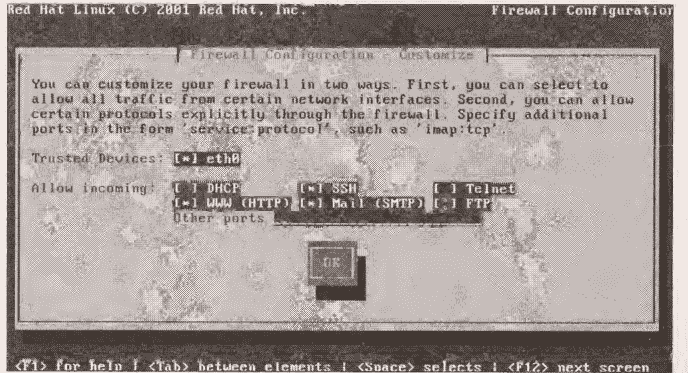 Red Hat Linux (C) 2001 Red Hat, Inc. Firewall Configuration
Firewall Configuration - Customize
You can customize your firewall in two ways. First, you can select to
allow all traffic from certain network interfaces. Second, you can allow
certain protocols explicitly through the firewall. Specify additional
ports in the form 'service:protocol', such as 'imap:tcp'.
Trusted Devices: [*] eth0
Allow incoming: [ ] DHCP [*] SSH [ ] Telnet
[*] WWW (HTTP) [*] Mail (SMTP) [ ] FTP
Other ports
OK
<F1> for help | <Tab> between elements | <Space> selects | <F12> next screen